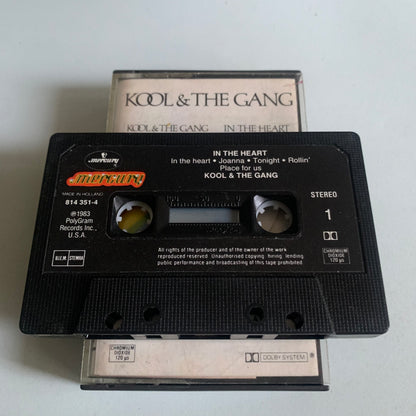 KOOL & THE GANG
KOOL & THE GANG IN THE HEART
mercury
mercury
MADE IN HOLLAND
814 351-4
℗1983
PolyGram
Records Inc.,
U.S.A.
B.I.E.M. STEMRA
IN THE HEART
In the heart • Joanna • Tonight • Rollin'
Place for us
KOOL & THE GANG
STEREO
1
CHROMIUM
DIOXIDE
120 µs
All rights of the producer and of the owner of the work
reproduced reserved. Unauthorised copying, hiring, lending,
public performance and broadcasting of this tape prohibited.
CHROMIUM
DIOXIDE
120 µs
DOLBY SYSTEM